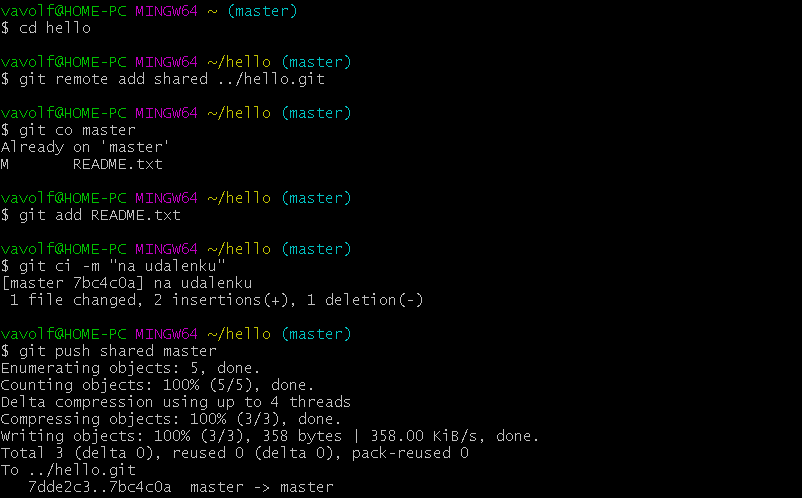 vavolf@HOME-PC MINGW64 ~ (master)
$ cd hello
vavolf@HOME-PC MINGW64 ~/hello (master)
$ git remote add shared ../hello.git
vavolf@HOME-PC MINGW64 ~/hello (master)
$ git co master
Already on 'master'
M       README.txt
vavolf@HOME-PC MINGW64 ~/hello (master)
$ git add README.txt
vavolf@HOME-PC MINGW64 ~/hello (master)
$ git ci -m "na udalenku"
[master 7bc4c0a] na udalenku
 1 file changed, 2 insertions(+), 1 deletion(-)
vavolf@HOME-PC MINGW64 ~/hello (master)
$ git push shared master
Enumerating objects: 5, done.
Counting objects: 100% (5/5), done.
Delta compression using up to 4 threads
Compressing objects: 100% (3/3), done.
Writing objects: 100% (3/3), 358 bytes | 358.00 KiB/s, done.
Total 3 (delta 0), reused 0 (delta 0), pack-reused 0
To ../hello.git
   7dde2c3..7bc4c0a  master -> master